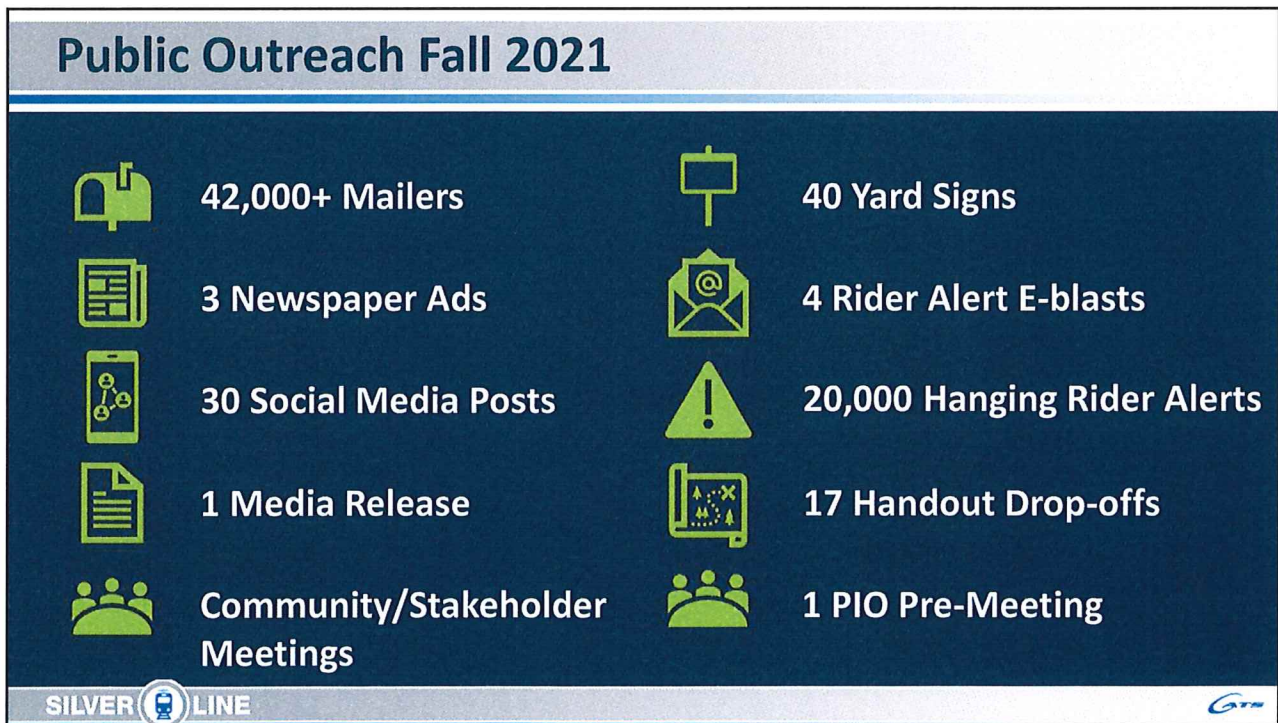 Public Outreach Fall 2021
42,000+ Mailers
3 Newspaper Ads
30 Social Media Posts
1 Media Release
Community/Stakeholder
Meetings
40 Yard Signs
@
4 Rider Alert E-blasts
!
20,000 Hanging Rider Alerts
17 Handout Drop-offs
1 PIO Pre-Meeting
SILVER LINE
CATS